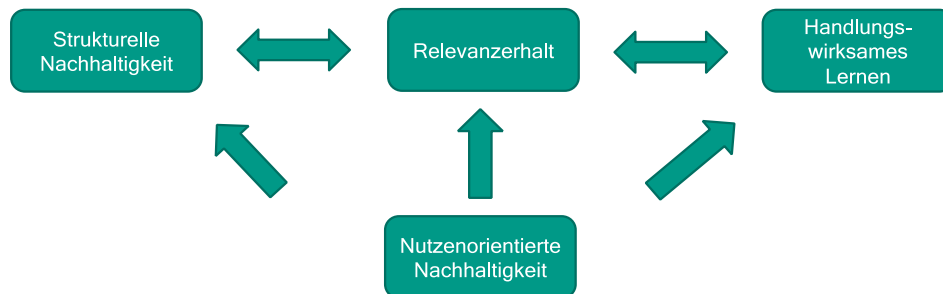 Strukturelle
Nachhaltigkeit
Relevanzerhalt
Handlungs-
wirksames
Lernen
Nutzenorientierte
Nachhaltigkeit